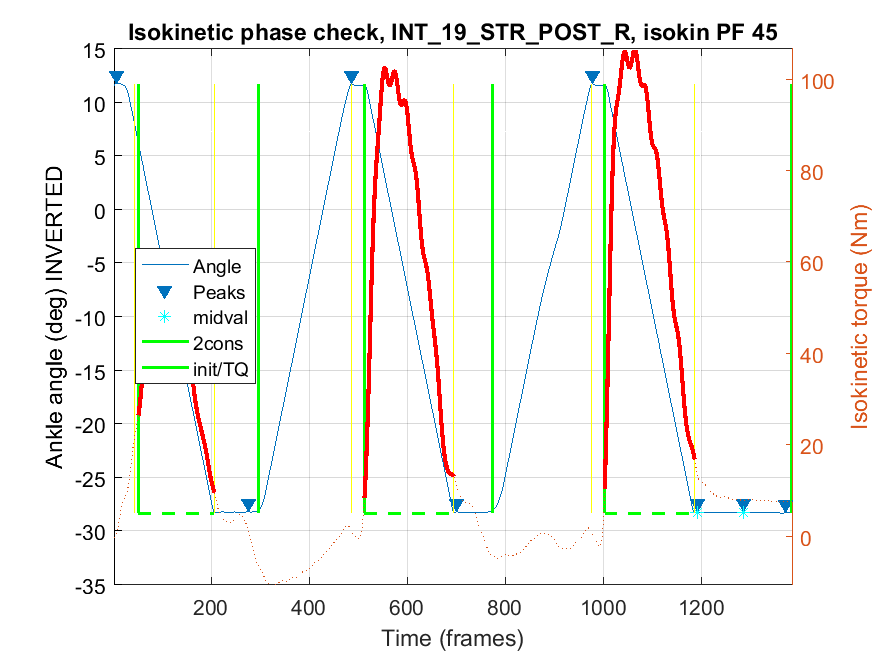 Isokinetic phase check, INT_19_STR_POST_R, isokin PF 45
15
10
5
0
-5
-10
-15
-20
-25
-30
-35
Ankle angle (deg) INVERTED
100
80
60
40
20
0
Isokinetic torque (Nm)
Angle
Peaks
midval
2cons
init/TQ
200
400
600
800
1000
1200
Time (frames)